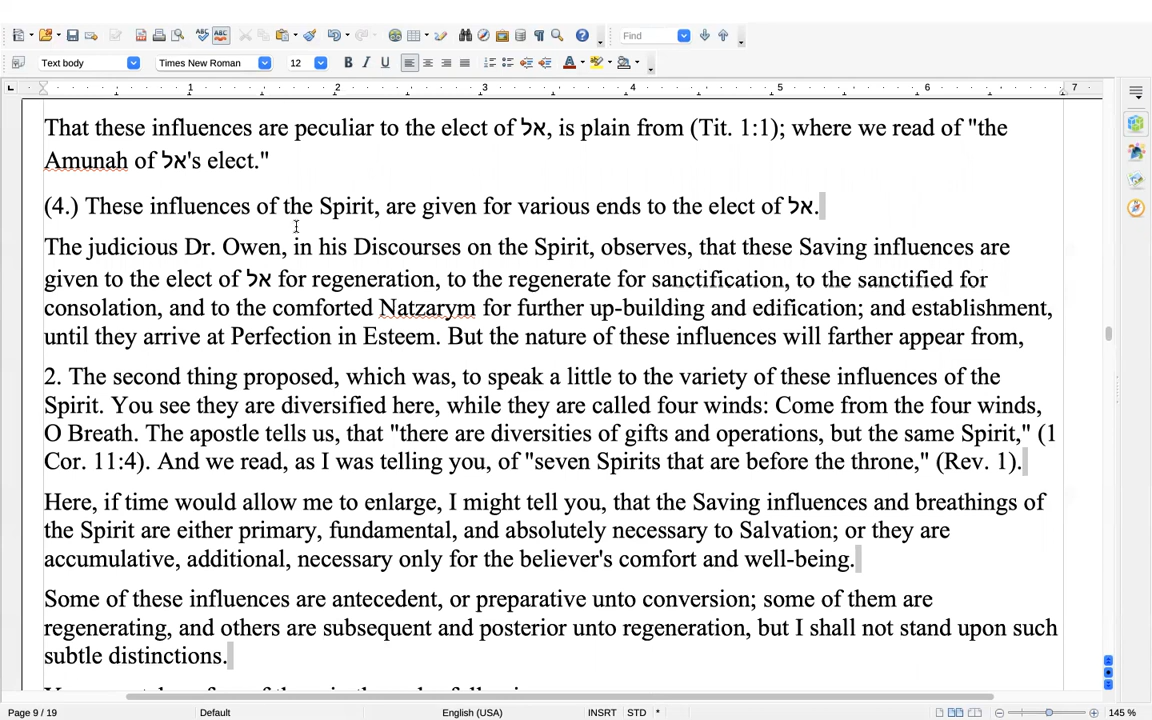 Find
Text body
Times New Roman
12
1
2
3
4
5
6
7
That these influences are peculiar to the elect of אל, is plain from (Tit. 1:1); where we read of "the
Amunah of אל's elect."
(4.) These influences of the Spirit, are given for various ends to the elect of אל.
The judicious Dr. Owen, in his Discourses on the Spirit, observes, that these Saving influences are
given to the elect of אל for regeneration, to the regenerate for sanctification, to the sanctified for
consolation, and to the comforted Natzarym for further up-building and edification; and establishment,
until they arrive at Perfection in Esteem. But the nature of these influences will farther appear from,
2. The second thing proposed, which was, to speak a little to the variety of these influences of the
Spirit. You see they are diversified here, while they are called four winds: Come from the four winds,
O Breath. The apostle tells us, that "there are diversities of gifts and operations, but the same Spirit," (1
Cor. 11:4). And we read, as I was telling you, of "seven Spirits that are before the throne," (Rev. 1).
Here, if time would allow me to enlarge, I might tell you, that the Saving influences and breathings of
the Spirit are either primary, fundamental, and absolutely necessary to Salvation; or they are
accumulative, additional, necessary only for the believer's comfort and well-being.
Some of these influences are antecedent, or preparative unto conversion; some of them are
regenerating, and others are subsequent and posterior unto regeneration, but I shall not stand upon such
subtle distinctions.
Page 9 / 19
Default
English (USA)
INSRT
STD
*
145 %